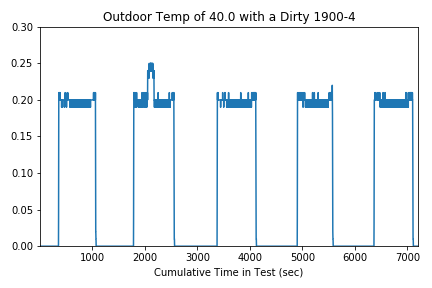 Outdoor Temp of 40.0 with a Dirty 1900-4
0.30
0.25
0.20
0.15
0.10
0.05
0.00
1000 2000 3000 4000 5000 6000 7000
Cumulative Time in Test (sec)